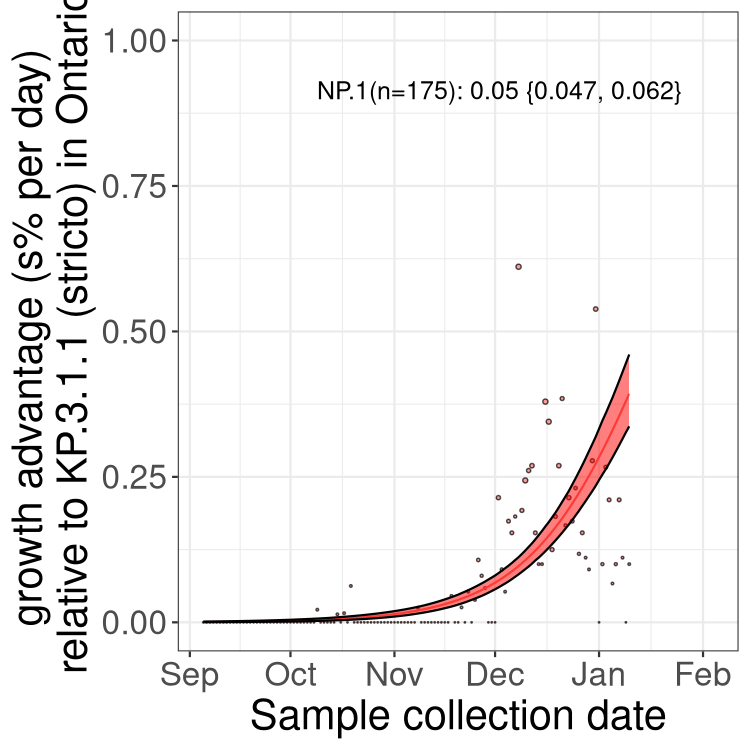 growth advantage (s% per day)
relative to KP.3.1.1 (stricto) in Ontario
1.00
0.75
0.50
0.25
0.00
NP.1(n=175): 0.05 {0.047, 0.062}
Sep Oct Nov Dec Jan Feb
Sample collection date